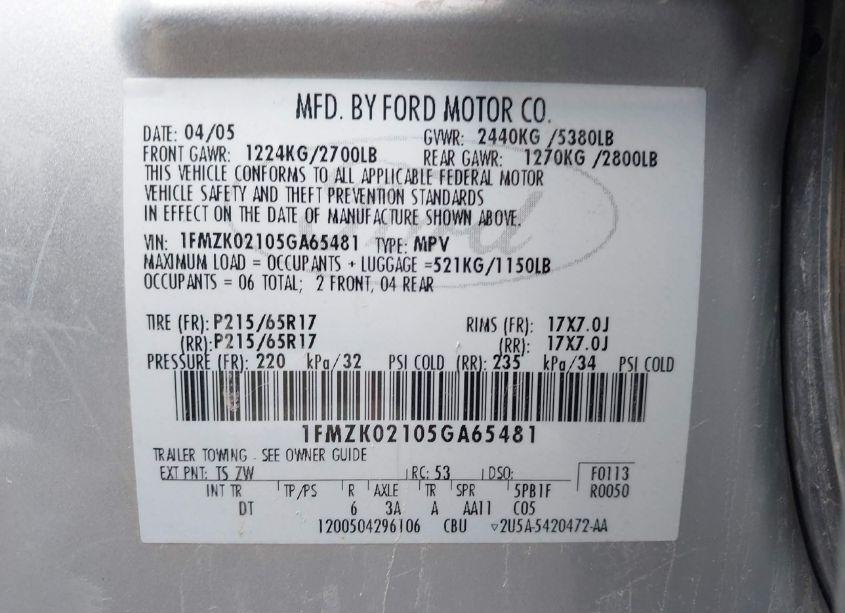 MFD. BY FORD MOTOR CO.
DATE: 04/05 GVWR: 2440KG /5380LB
FRONT GAWR: 1224KG/2700LB REAR GAWR: 1270KG /2800LB
THIS VEHICLE CONFORMS TO ALL APPLICABLE FEDERAL MOTOR
VEHICLE SAFETY AND THEFT PREVENTION STANDARDS
IN EFFECT ON THE DATE OF MANUFACTURE SHOWN ABOVE.
VIN: 1FMZK02105GA65481 TYPE: MPV
MAXIMUM LOAD = OCCUPANTS + LUGGAGE =521KG/1150LB
OCCUPANTS = 06 TOTAL; 2 FRONT, 04 REAR
TIRE (FR): P215/65R17 RIMS (FR): 17X7.0J
(RR): P215/65R17 (RR): 17X7.0J
PRESSURE (FR): 220 kPa/32 PSI COLD (RR): 235 kPa/34 PSI COLD
1FMZK02105GA65481
TRAILER TOWING - SEE OWNER GUIDE
EXT PNT: TS ZW RC: 53 DSO: F0113
INT TR TP/PS R AXLE TR SPR 5PB1F R0050
DT 6 3A A AA11 C05
1200504296106 CBU ▽2U5A-5420472-AA
Ford